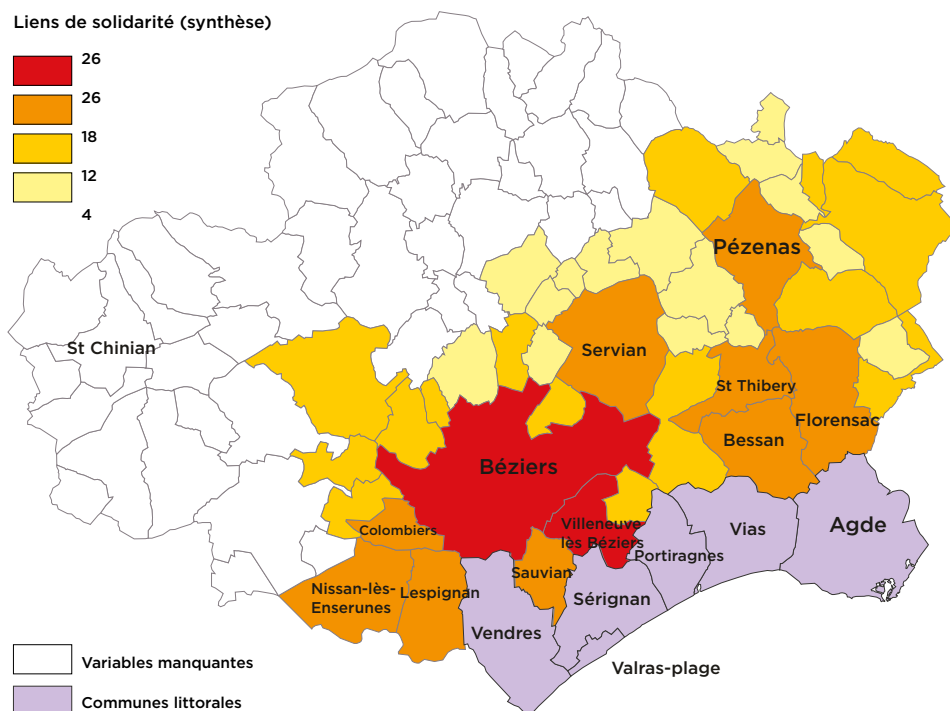 Liens de solidarité (synthèse)
26
26
18
12
4
Pézenas
St Chinian
Servian
St Thibery
Florensac
Bessan
Béziers
Colombiers
Villeneuve
lès Béziers
Vias
Agde
Portiragnes
Sauvian
Nissan-lès-
Enserunes
Lespignan
Sérignan
Vendres
Valras-plage
Variables manquantes
Communes littorales